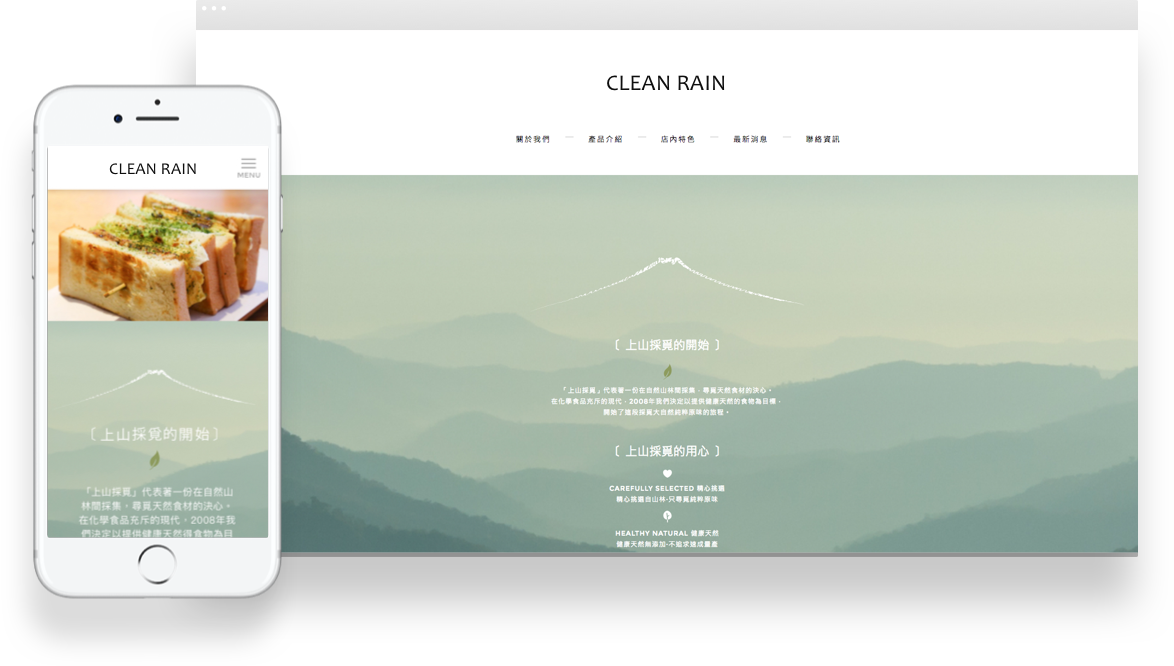 CLEAN RAIN
關於我們 — 產品介紹 — 店內特色 — 最新消息 — 聯絡資訊
〔 上山採覓的開始 〕
「上山採覓」代表著一份在自然山林間採集，尋覓天然食材的決心。
在化學食品充斥的現代，2008年我們決定以提供健康天然的食物為目標，
開始了這段採覓大自然純粹原味的旅程。
〔 上山採覓的用心 〕
CAREFULLY SELECTED 精心挑選
精心挑選自山林-只尋覓純粹原味
HEALTHY NATURAL 健康天然
健康天然無添加-不追求速成量產
CLEAN RAIN
MENU
〔上山採覓的開始〕
「上山採覓」代表著一份在自然山
林間採集，尋覓天然食材的決心。
在化學食品充斥的現代，2008年我
們決定以提供健康天然得食物為目